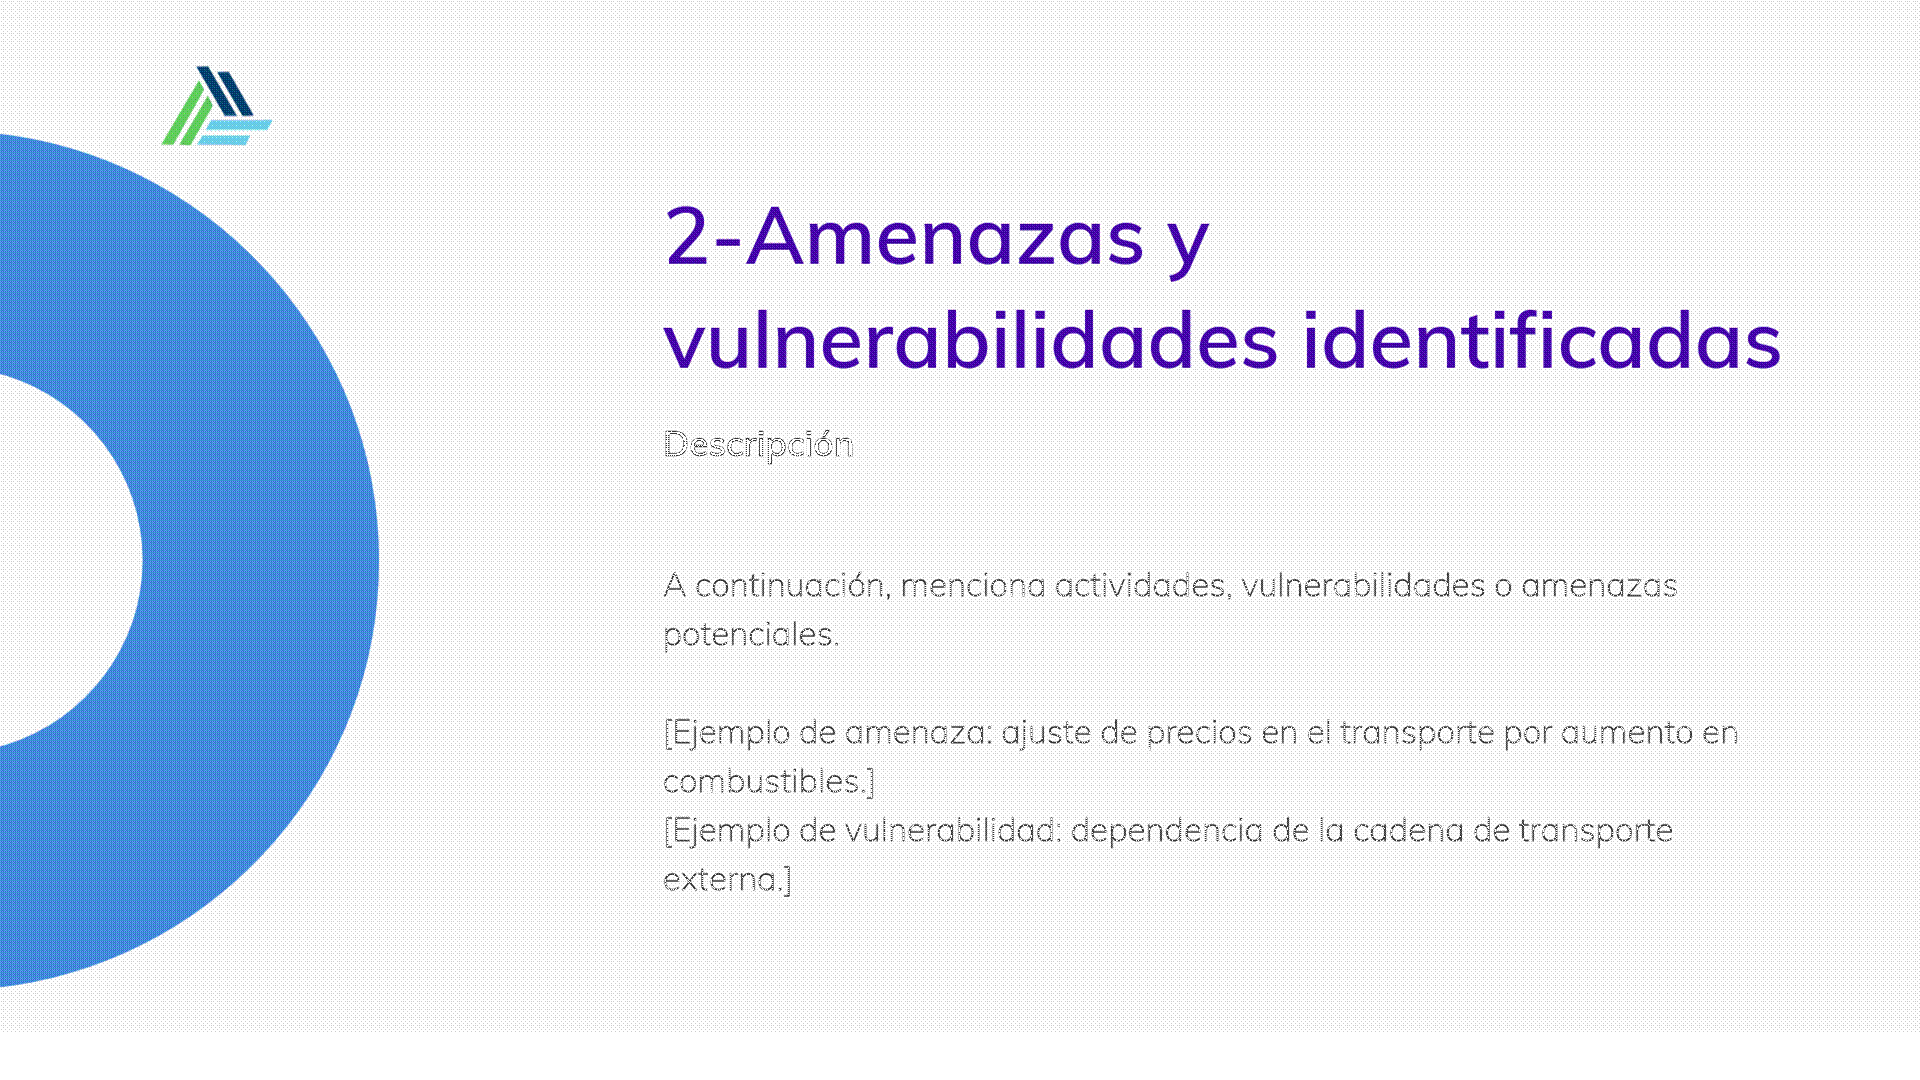 2-Amenazas y
vulnerabilidades identificadas
Descripción
A continuación, menciona actividades, vulnerabilidades o amenazas
potenciales.
[Ejemplo de amenaza: ajuste de precios en el transporte por aumento en
combustibles.]
[Ejemplo de vulnerabilidad: dependencia de la cadena de transporte
externa.]